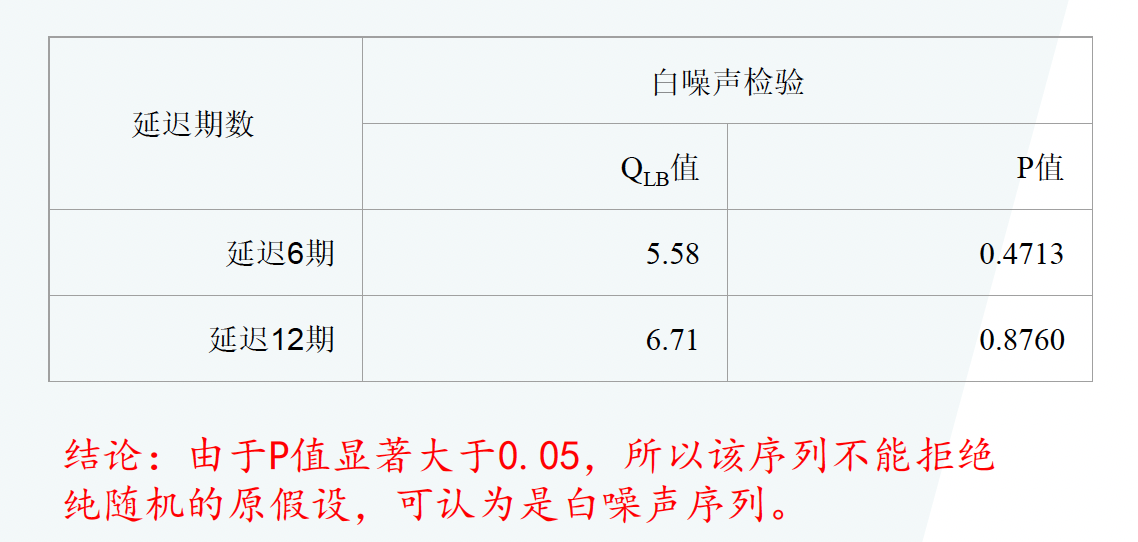 延迟期数
白噪声检验
QLB值
P值
延迟6期
5.58
0.4713
延迟12期
6.71
0.8760
结论：由于P值显著大于0.05，所以该序列不能拒绝
纯随机的原假设，可认为是白噪声序列。